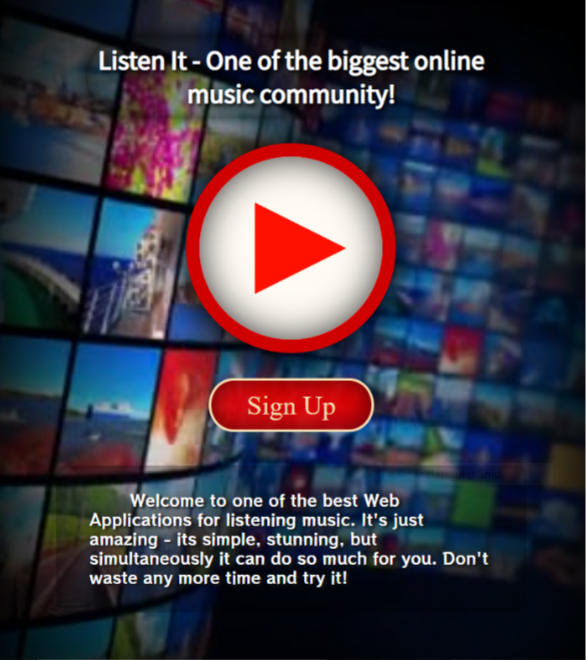 Listen It - One of the biggest online
music community!
Sign Up
Welcome to one of the best Web
Applications for listening music. It's just
amazing - its simple, stunning, but
simultaneously it can do so much for you. Don't
waste any more time and try it!